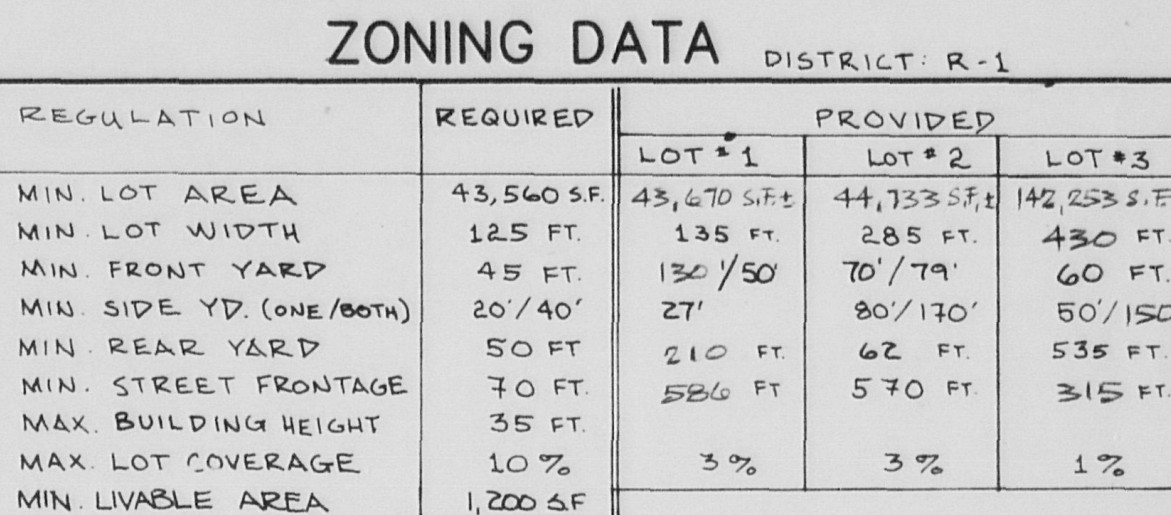 ZONING DATA DISTRICT: R-1
REGULATION REQUIRED PROVIDED
LOT #1 LOT #2 LOT #3
MIN. LOT AREA 43,560 S.F. 43,670 S.F.± 44,733 S.F.± 142,253 S.F.
MIN. LOT WIDTH 125 FT. 135 FT. 285 FT. 430 FT.
MIN. FRONT YARD 45 FT. 130'/50' 70'/79' 60 FT.
MIN. SIDE YD. (ONE/BOTH) 20'/40' 27' 80'/170' 50'/150
MIN. REAR YARD 50 FT 210 FT. 62 FT. 535 FT.
MIN. STREET FRONTAGE 70 FT. 586 FT 570 FT. 315 FT.
MAX. BUILDING HEIGHT 35 FT.
MAX. LOT COVERAGE 10% 3% 3% 1%
MIN. LIVABLE AREA 1,200 S.F